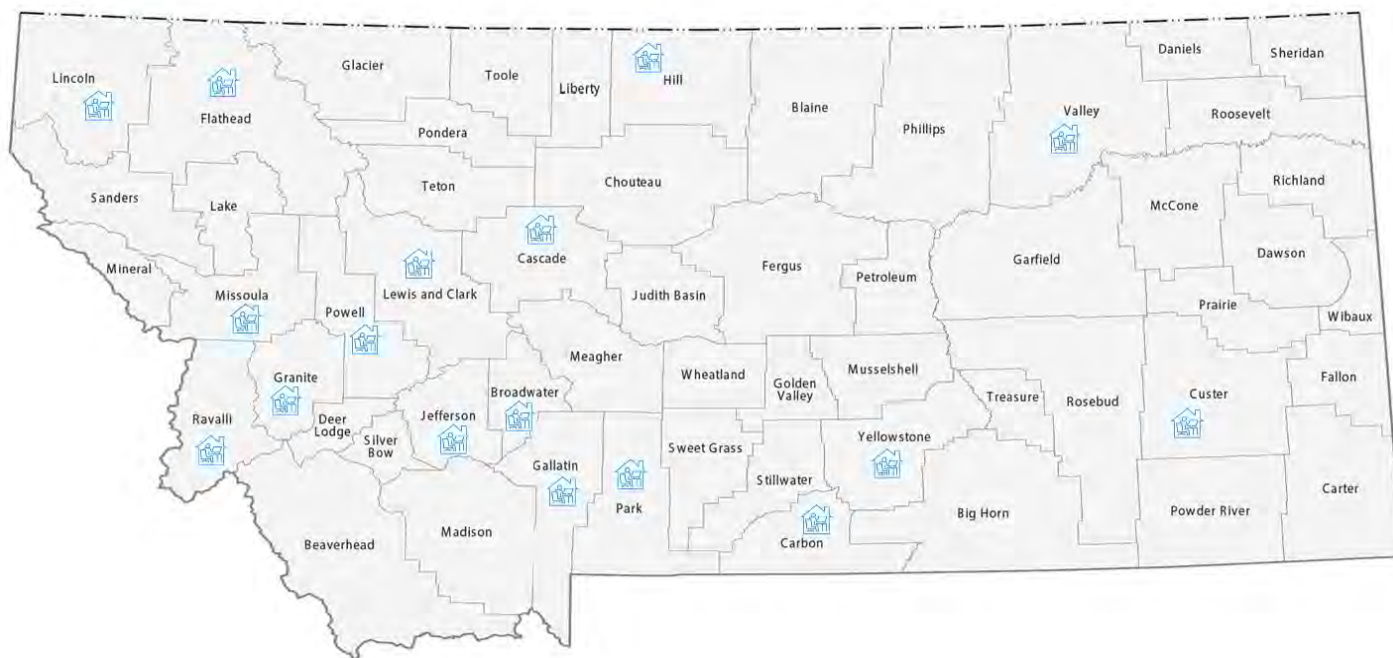 Lincoln
Flathead
Glacier
Toole
Liberty
Hill
Blaine
Phillips
Valley
Daniels
Sheridan
Roosevelt
Pondera
Teton
Chouteau
Richland
McCone
Sanders
Lake
Dawson
Mineral
Missoula
Powell
Lewis and Clark
Cascade
Judith Basin
Fergus
Petroleum
Garfield
Prairie
Wibaux
Meagher
Wheatland
Golden
Valley
Musselshell
Treasure
Rosebud
Custer
Fallon
Granite
Ravalli
Deer
Lodge
Silver
Bow
Jefferson
Broadwater
Gallatin
Park
Sweet Grass
Stillwater
Yellowstone
Carbon
Big Horn
Powder River
Carter
Madison
Beaverhead